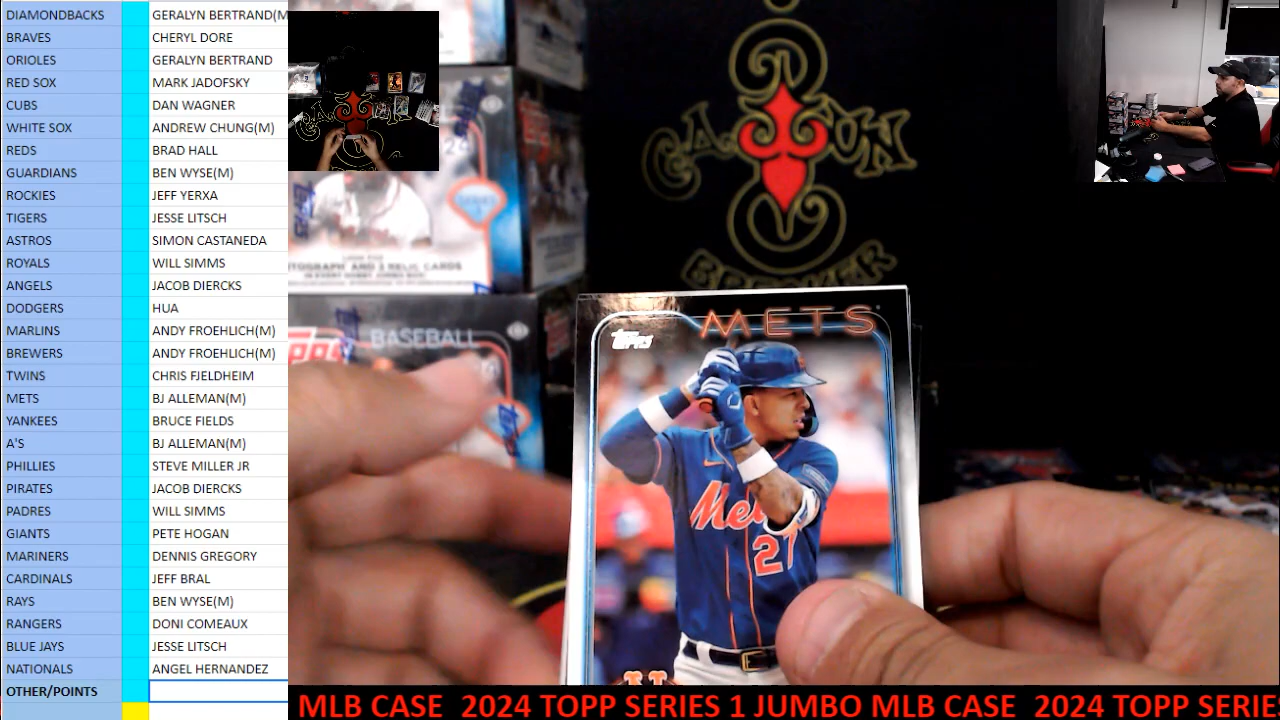 DIAMONDBACKS GERALYN BERTRAND(M
BRAVES CHERYL DORE
ORIOLES GERALYN BERTRAND
RED SOX MARK JADOFSKY
CUBS DAN WAGNER
WHITE SOX ANDREW CHUNG(M)
REDS BRAD HALL
GUARDIANS BEN WYSE(M)
ROCKIES JEFF YERXA
TIGERS JESSE LITSCH
ASTROS SIMON CASTANEDA
ROYALS WILL SIMMS
ANGELS JACOB DIERCKS
DODGERS HUA
MARLINS ANDY FROEHLICH(M)
BREWERS ANDY FROEHLICH(M)
TWINS CHRIS FJELDHEIM
METS BJ ALLEMAN(M)
YANKEES BRUCE FIELDS
A'S BJ ALLEMAN(M)
PHILLIES STEVE MILLER JR
PIRATES JACOB DIERCKS
PADRES WILL SIMMS
GIANTS PETE HOGAN
MARINERS DENNIS GREGORY
CARDINALS JEFF BRAL
RAYS BEN WYSE(M)
RANGERS DONI COMEAUX
BLUE JAYS JESSE LITSCH
NATIONALS ANGEL HERNANDEZ
OTHER/POINTS
BASEBALL
METS
Topps
Mets
27
MLB CASE 2024 TOPP SERIES 1 JUMBO MLB CASE 2024 TOPP SERIE